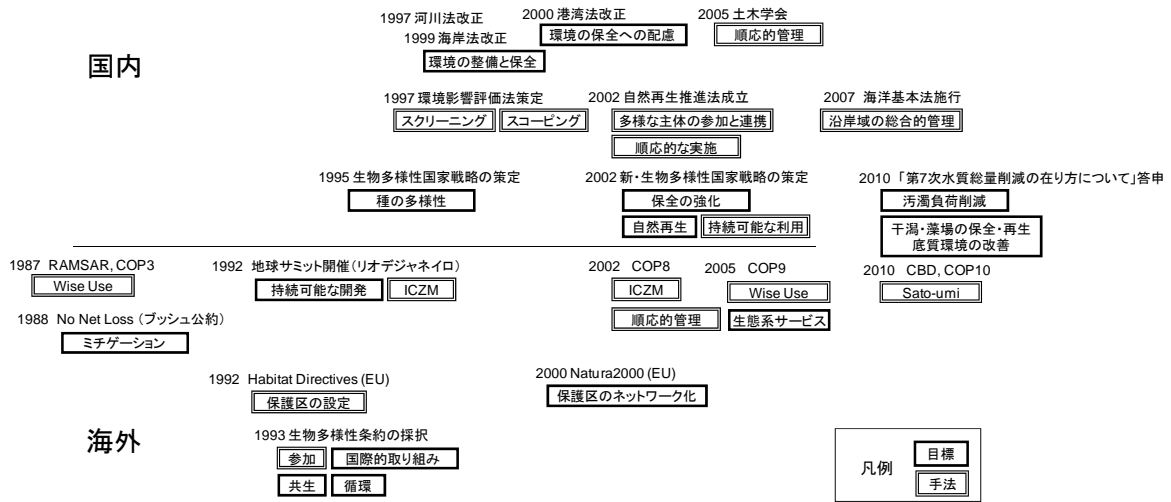 国内
1997 河川法改正
1999 海岸法改正
環境の整備と保全
2000 港湾法改正
環境の保全への配慮
2005 土木学会
順応的管理
1997 環境影響評価法策定
スクリーニング スコーピング
2002 自然再生推進法成立
多様な主体の参加と連携
順応的な実施
2007 海洋基本法施行
沿岸域の総合的管理
1995 生物多様性国家戦略の策定
種の多様性
2002 新・生物多様性国家戦略の策定
保全の強化
自然再生 持続可能な利用
2010 「第7次水質総量削減の在り方について」答申
汚濁負荷削減
干潟・藻場の保全・再生
底質環境の改善
1987 RAMSAR, COP3
Wise Use
1992 地球サミット開催(リオデジャネイロ)
持続可能な開発 ICZM
2002 COP8
ICZM
順応的管理
2005 COP9
Wise Use
生態系サービス
2010 CBD, COP10
Sato-umi
1988 No Net Loss (ブッシュ公約)
ミチゲーション
1992 Habitat Directives (EU)
保護区の設定
2000 Natura2000 (EU)
保護区のネットワーク化
海外
1993 生物多様性条約の採択
参加 国際的取り組み
共生 循環
凡例
目標
手法